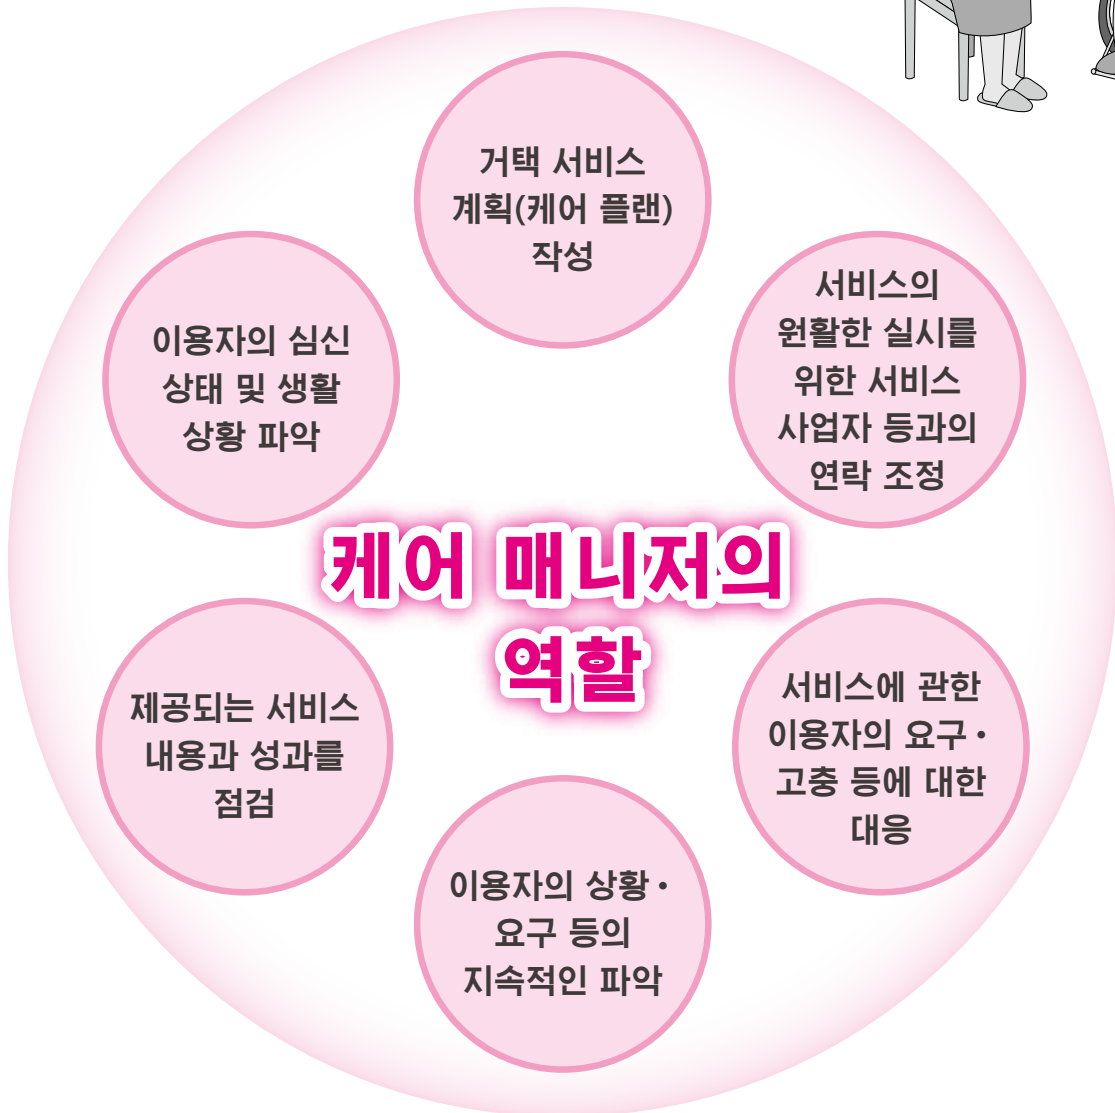 거택 서비스
계획(케어 플랜)
작성
서비스의
원활한 실시를
위한 서비스
사업자 등과의
연락 조정
이용자의 심신
상태 및 생활
상황 파악
케어 매니저의
역할
제공되는 서비스
내용과 성과를
점검
서비스에 관한
이용자의 요구·
고충 등에 대한
대응
이용자의 상황·
요구 등의
지속적인 파악